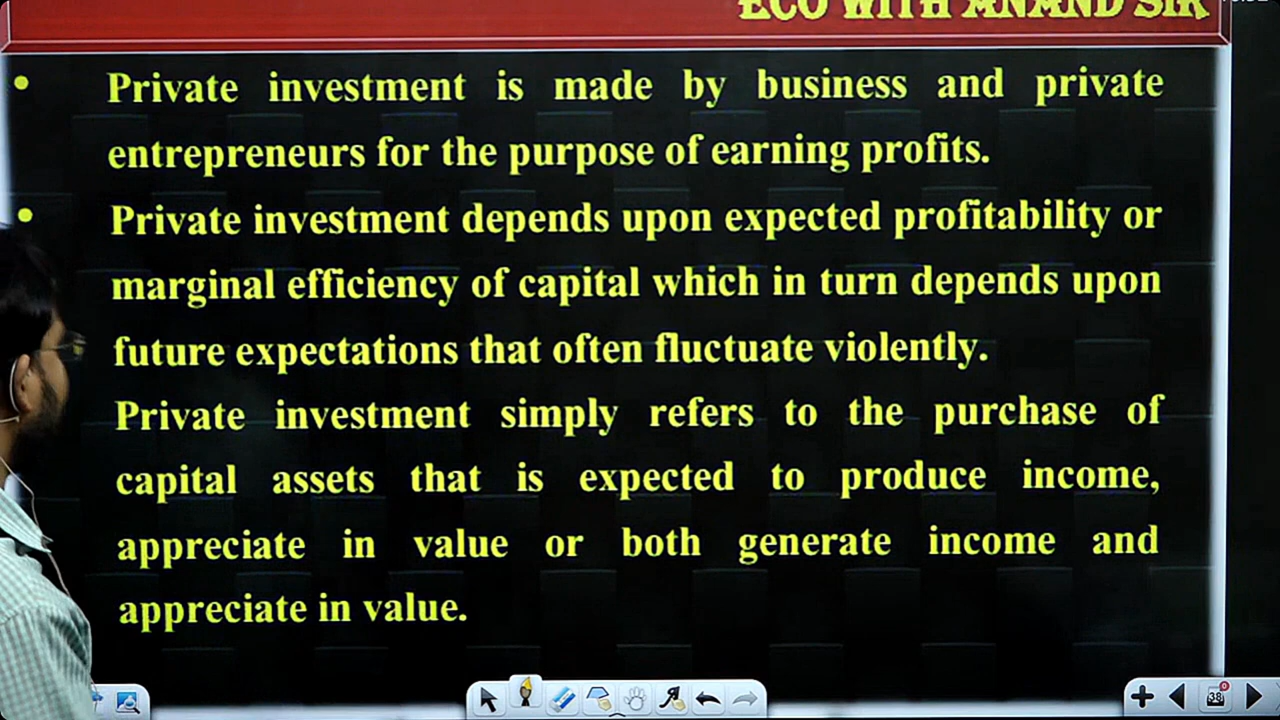 ECO WITH ANAND SIR
• Private investment is made by business and private
entrepreneurs for the purpose of earning profits.
• Private investment depends upon expected profitability or
marginal efficiency of capital which in turn depends upon
future expectations that often fluctuate violently.
Private investment simply refers to the purchase of
capital assets that is expected to produce income,
appreciate in value or both generate income and
appreciate in value.
38